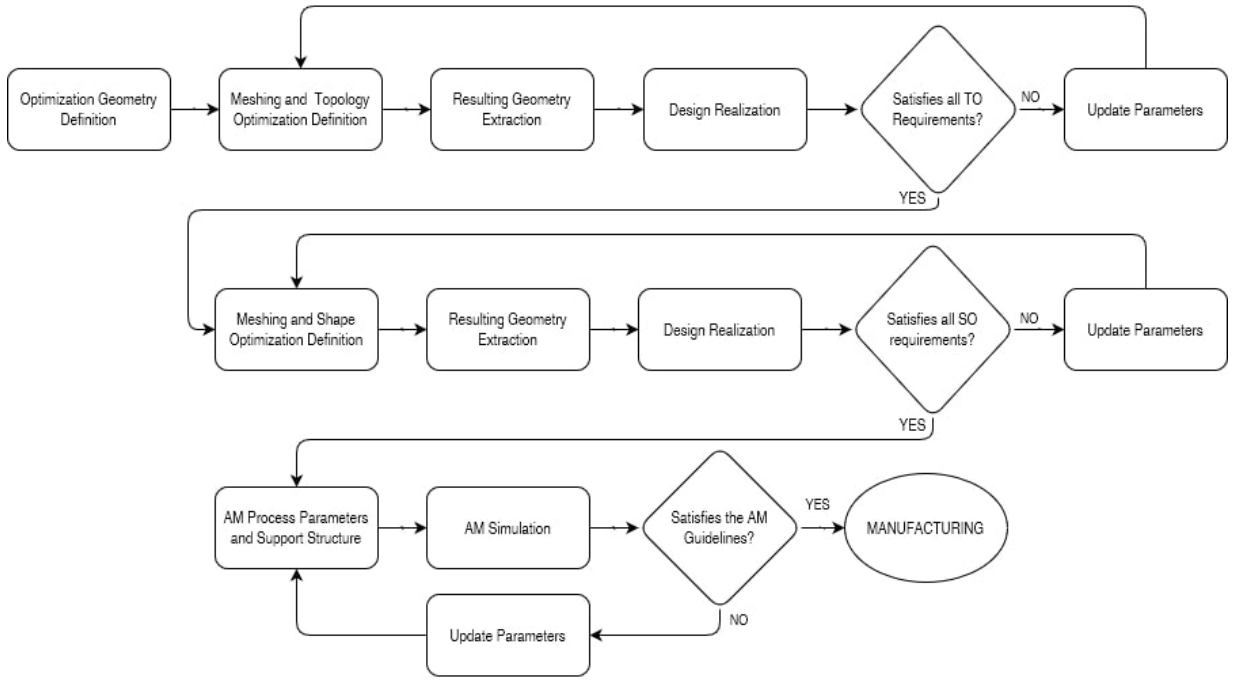 Optimization Geometry
Definition
Meshing and Topology
Optimization Definition
Resulting Geometry
Extraction
Design Realization
Satisfies all TO
Requirements?
NO
Update Parameters
YES
Meshing and Shape
Optimization Definition
Resulting Geometry
Extraction
Design Realization
Satisfies all SO
requirements?
NO
Update Parameters
YES
AM Process Parameters
and Support Structure
AM Simulation
Satisfies the AM
Guidelines?
YES
MANUFACTURING
NO
Update Parameters